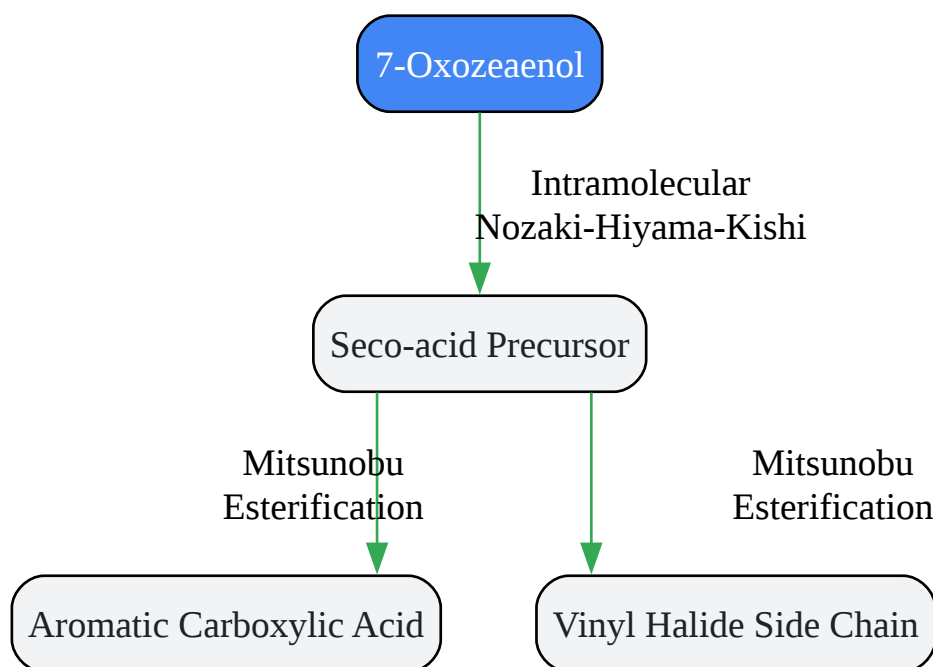 7-Oxozeaenol
Intramolecular
Nozaki-Hiyama-Kishi
Seco-acid Precursor
Mitsunobu
Esterification
Mitsunobu
Esterification
Aromatic Carboxylic Acid
Vinyl Halide Side Chain